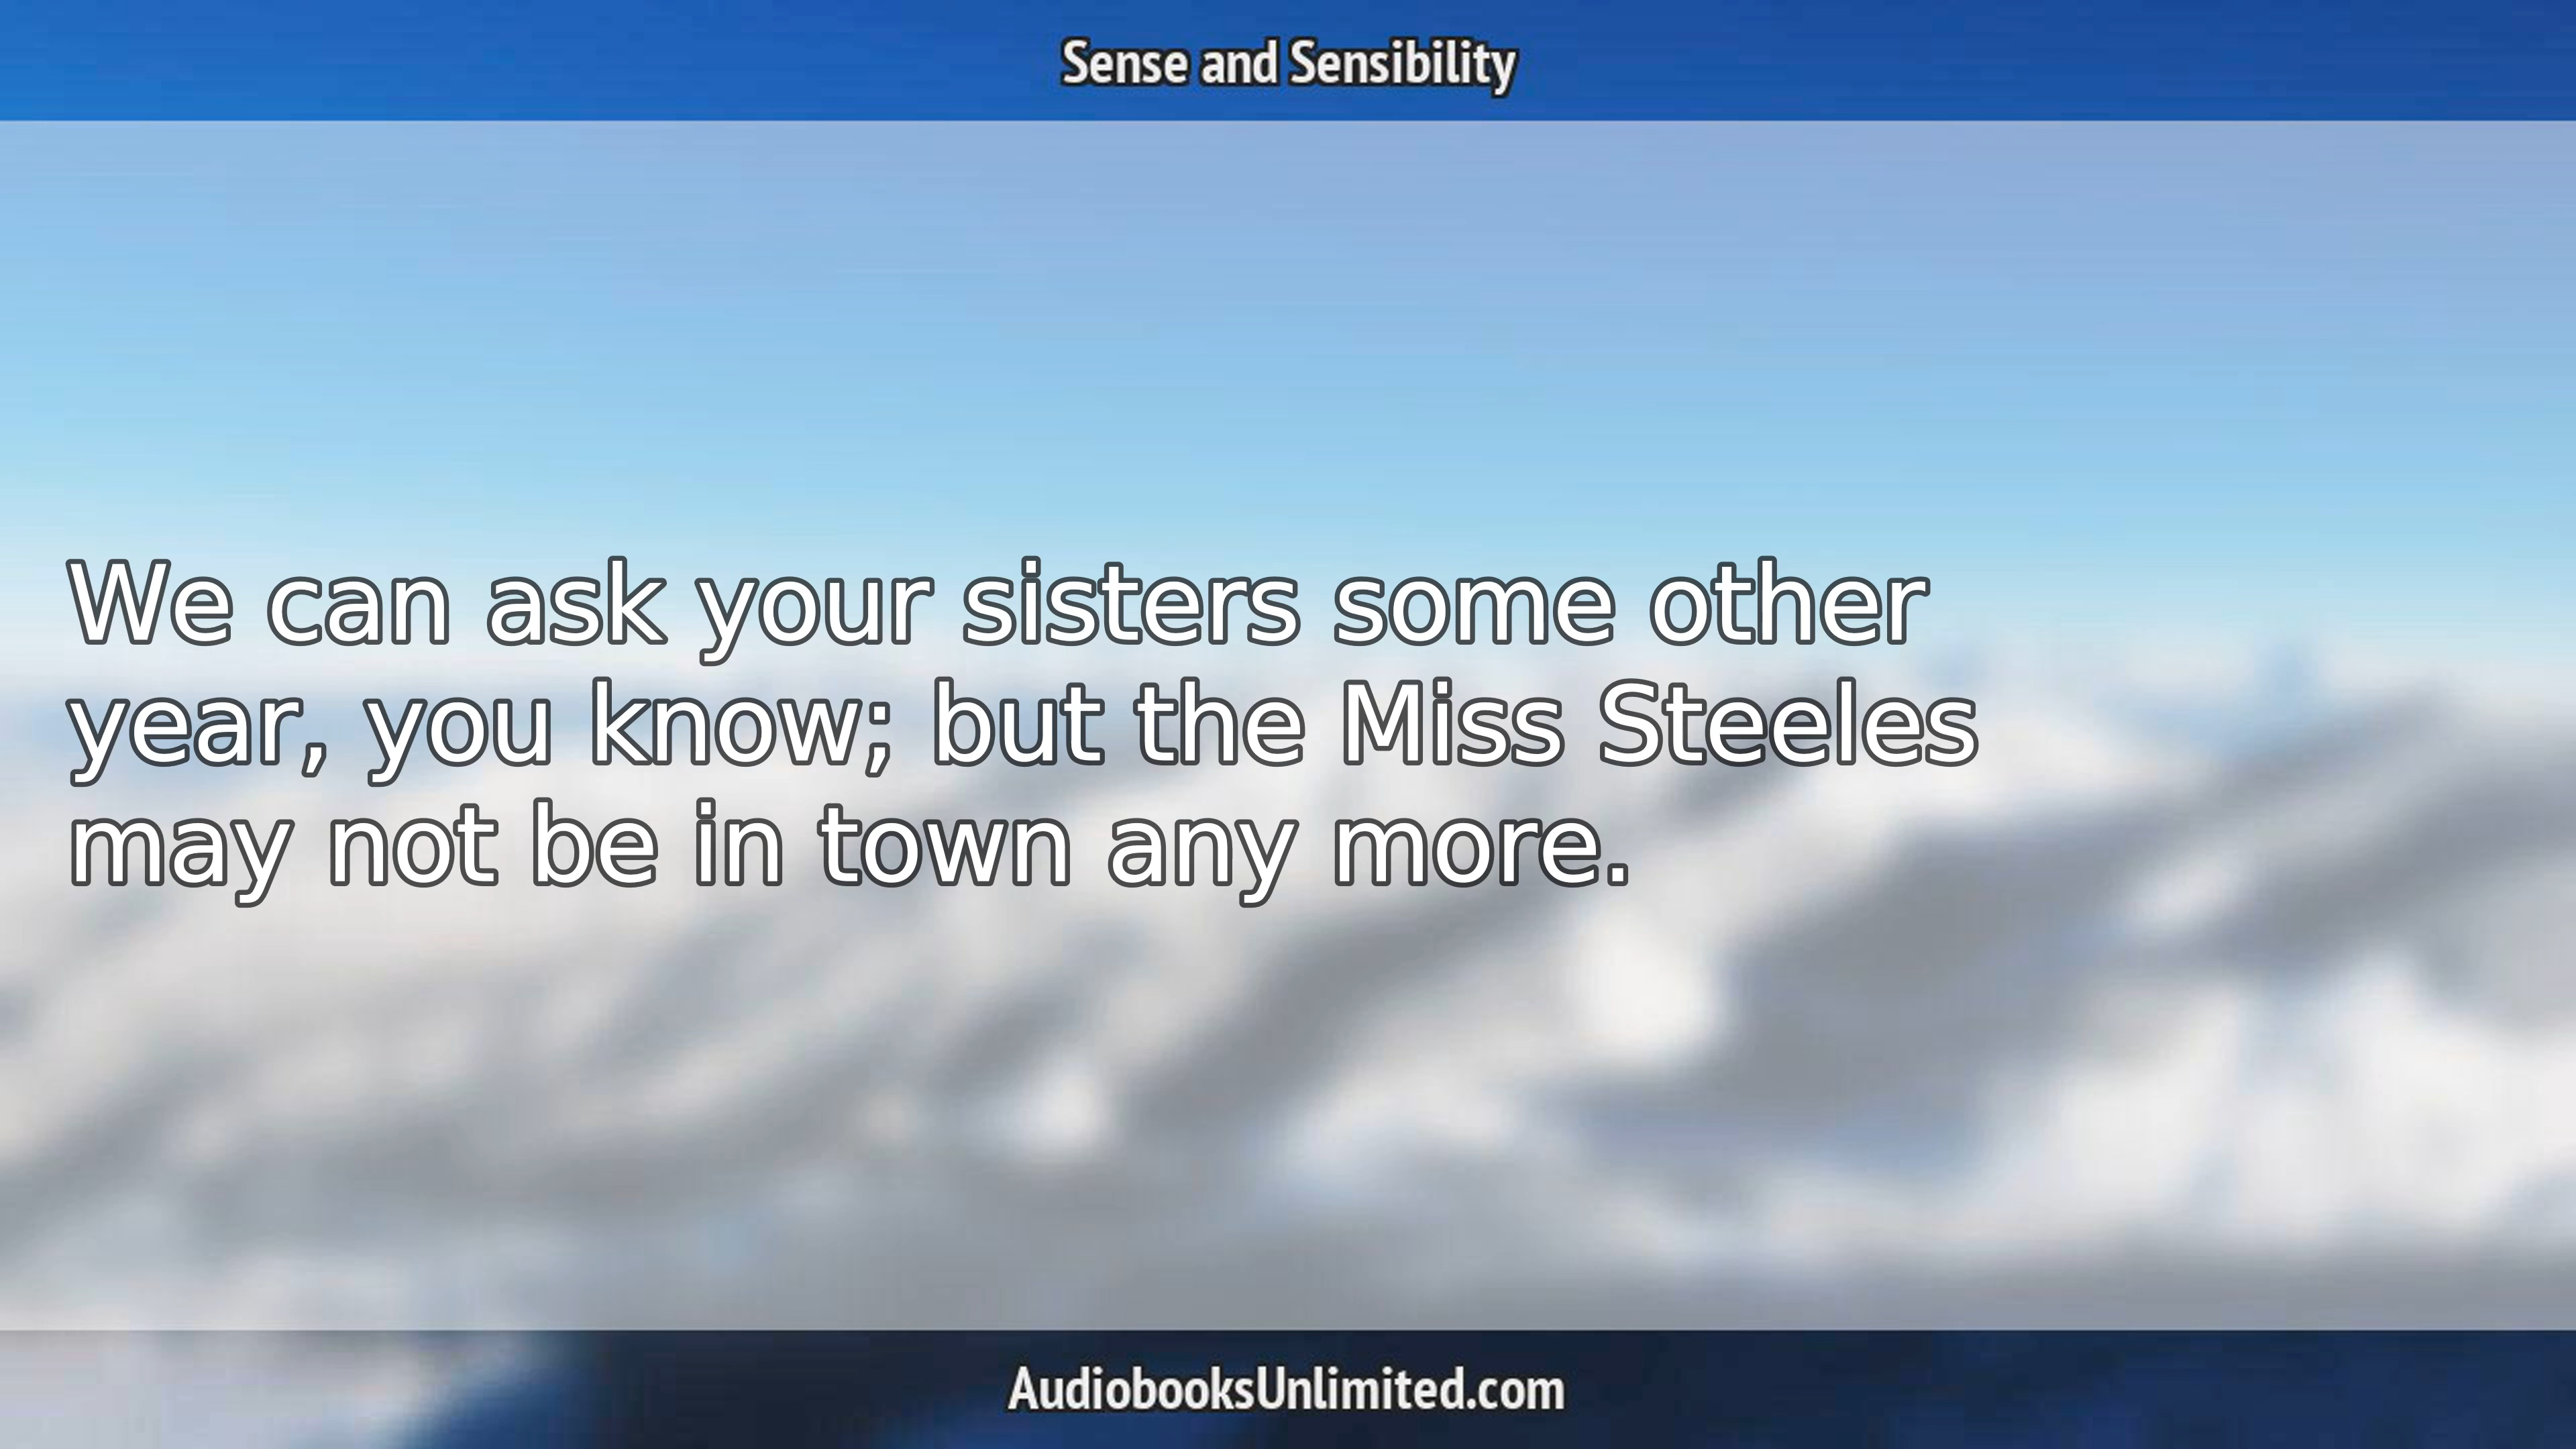 Sense and Sensibility
We can ask your sisters some other
year, you know; but the Miss Steeles
may not be in town any more.
AudiobooksUnlimited.com